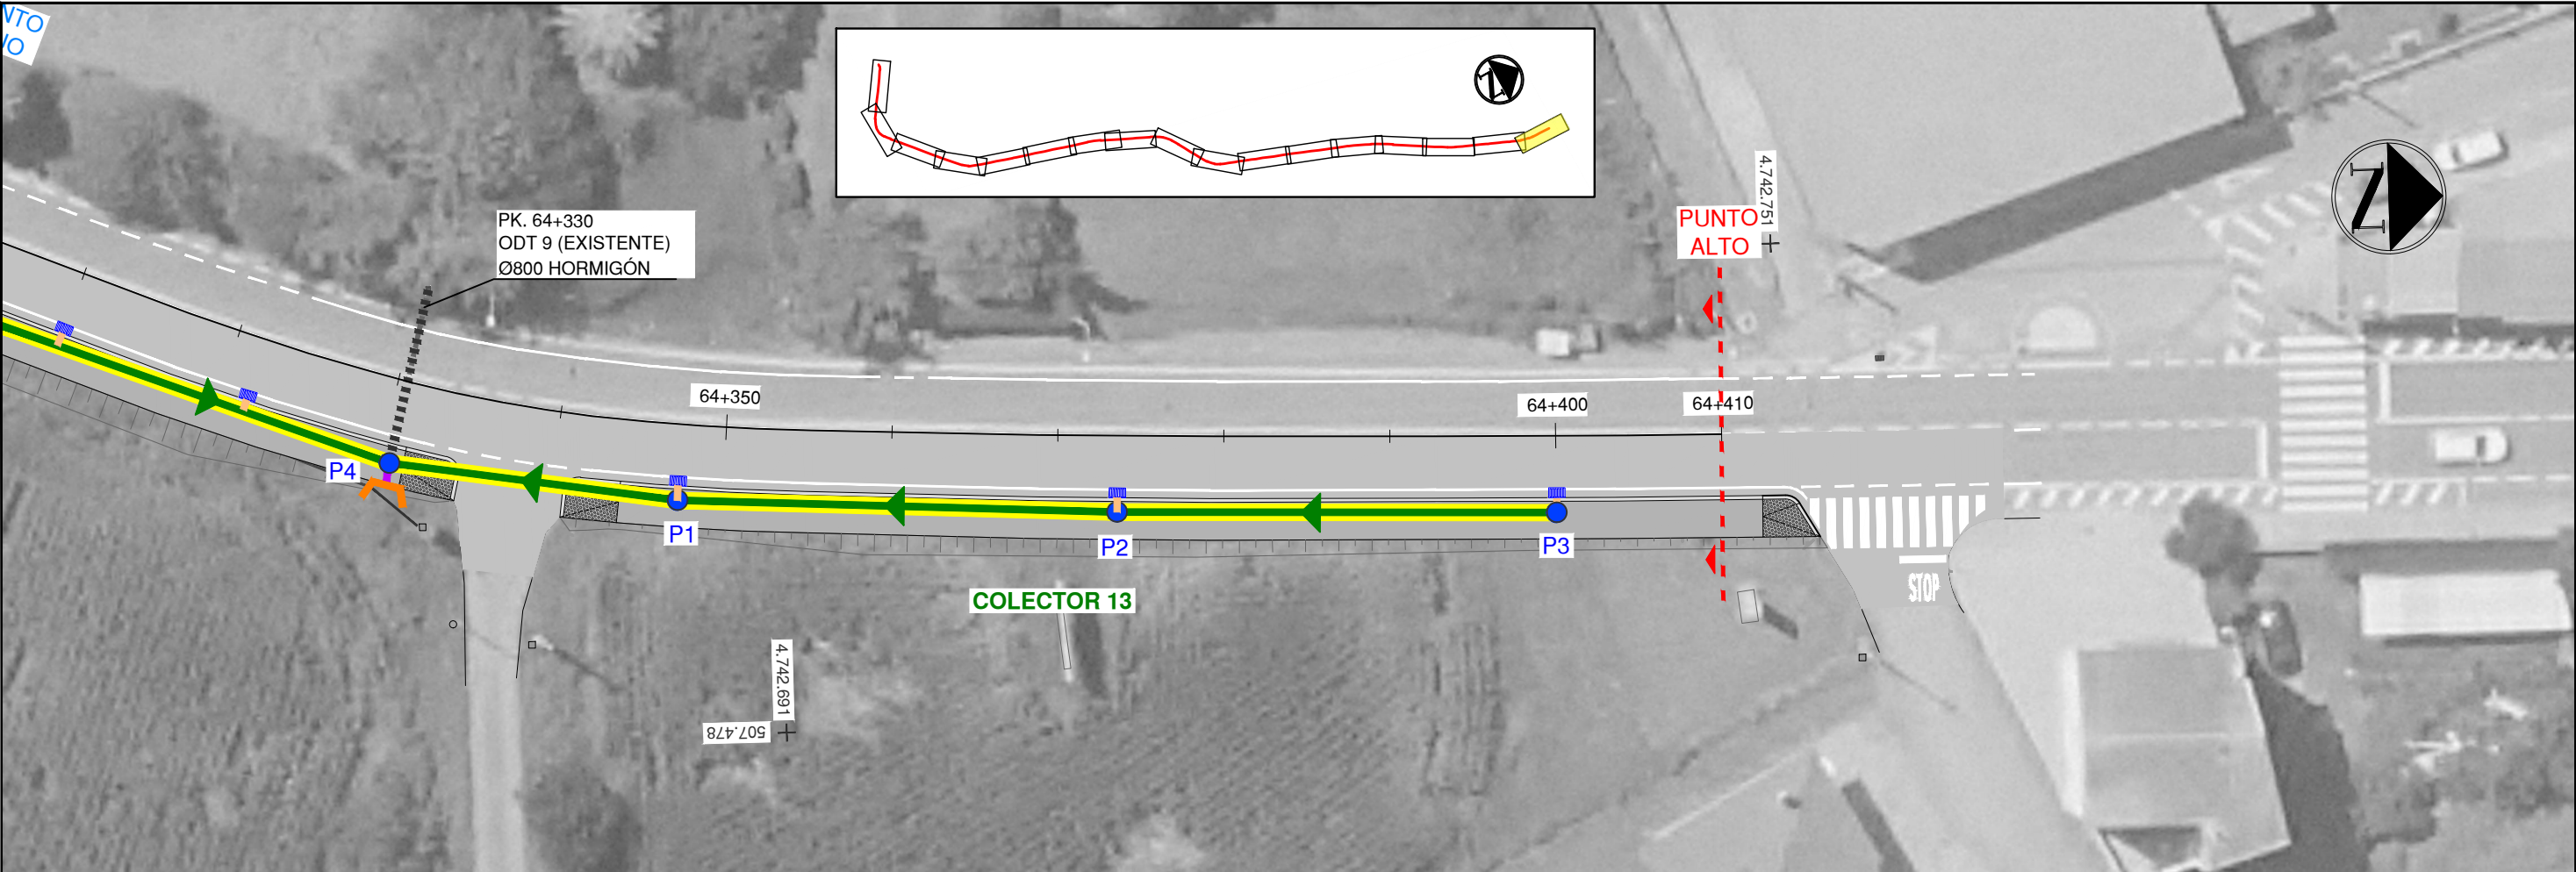 NTO
PK. 64+330
ODT 9 (EXISTENTE)
Ø800 HORMIGÓN
N
N
4.742.751
PUNTO
ALTO
64+350
64+400
64+410
P4
P1
P2
P3
COLECTOR 13
STOP
4.742.691
507.478